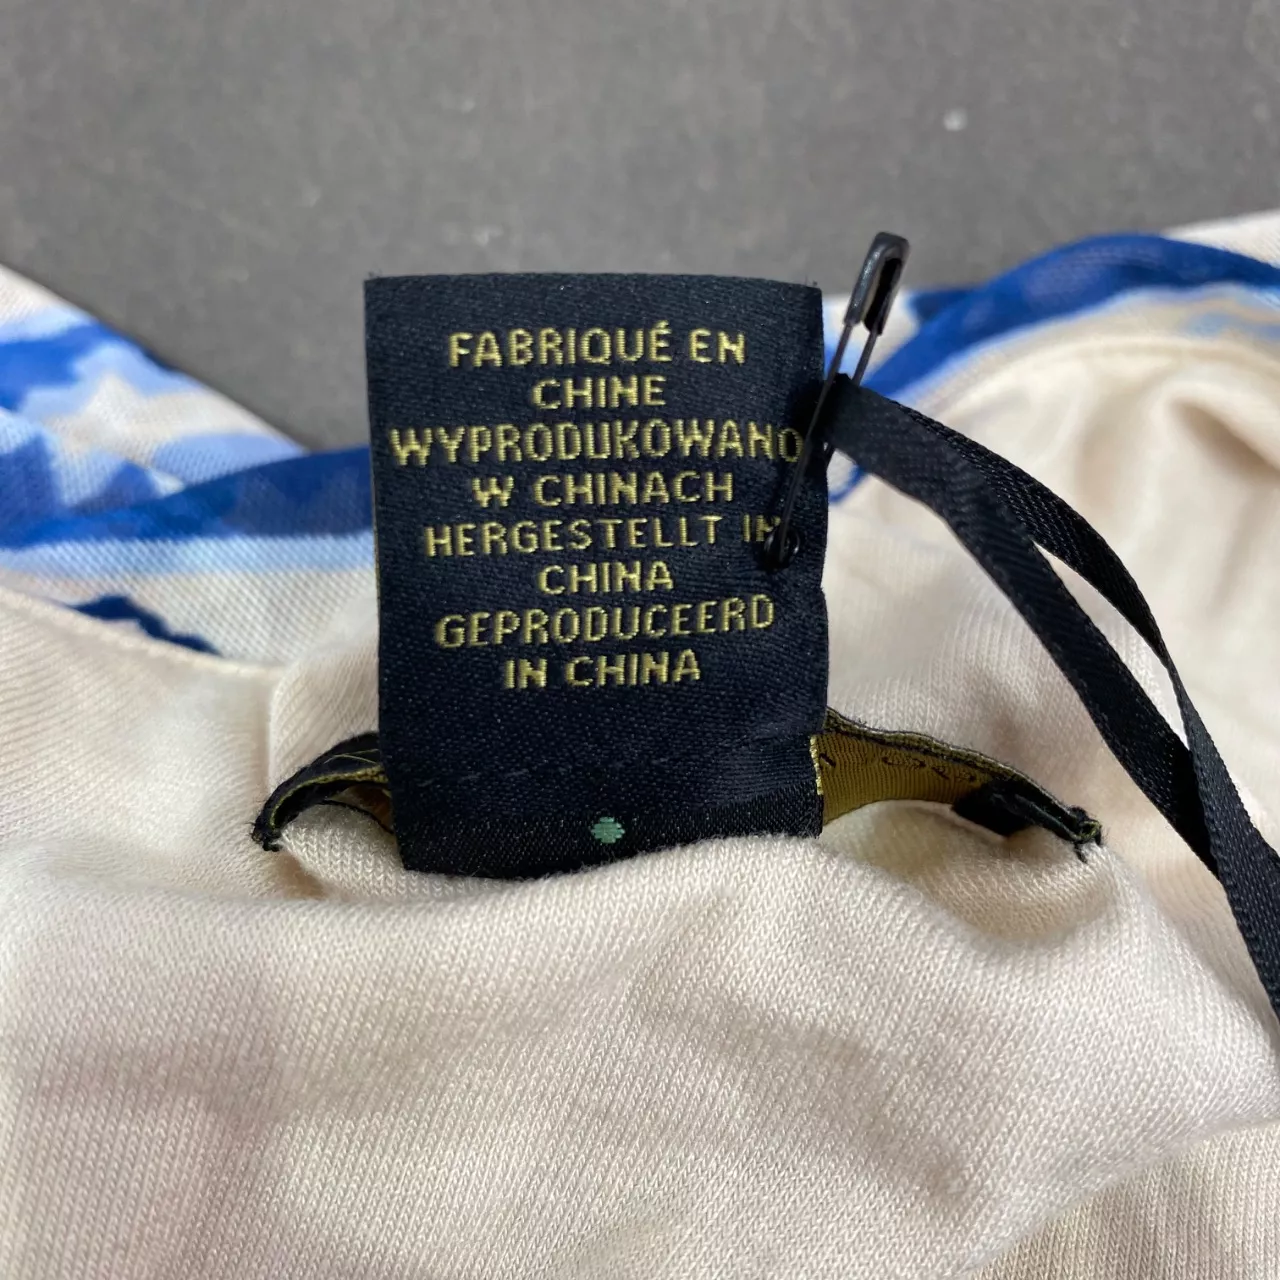 FABRIQUÉ EN
CHINE
WYPRODUKOWANO
W CHINACH
HERGESTELLT IN
CHINA
GEPRODUCEERD
IN CHINA